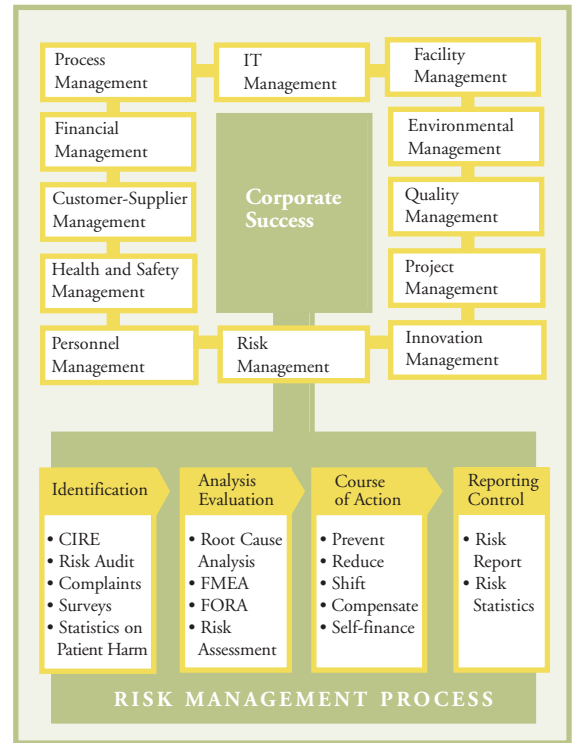 Process
Management
IT
Management
Facility
Management
Financial
Management
Environmental
Management
Customer-Supplier
Management
Corporate
Success
Quality
Management
Health and Safety
Management
Project
Management
Personnel
Management
Risk
Management
Innovation
Management
Identification
• CIRE
• Risk Audit
• Complaints
• Surveys
• Statistics on
Patient Harm
Analysis
Evaluation
• Root Cause
Analysis
• FMEA
• FORA
• Risk
Assessment
Course
of Action
• Prevent
• Reduce
• Shift
• Compensate
• Self-finance
Reporting
Control
• Risk
Report
• Risk
Statistics
RISK MANAGEMENT PROCESS